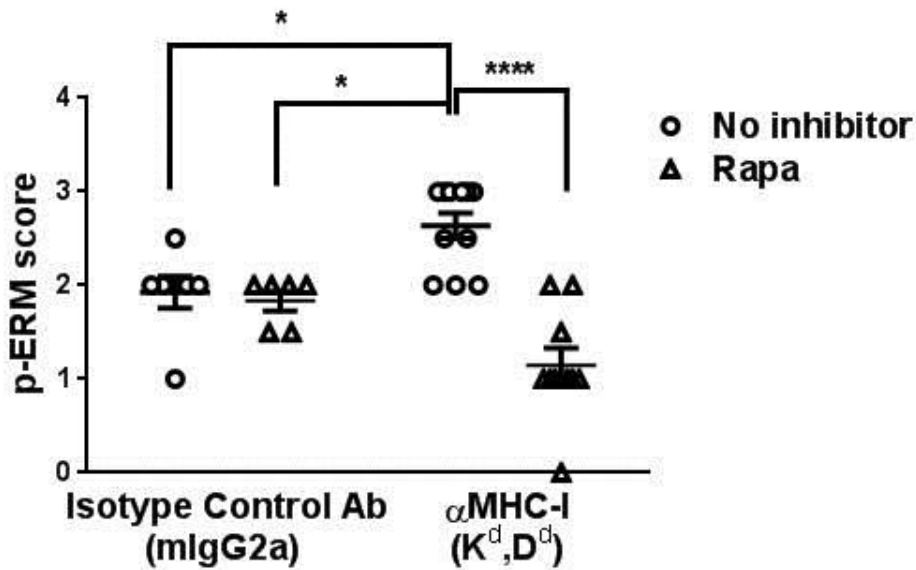 *
*
****
4
3
2
1
0
p-ERM score
No inhibitor
Rapa
Isotype Control Ab
(mIgG2a)
αMHC-I
(Kᵈ,Dᵈ)